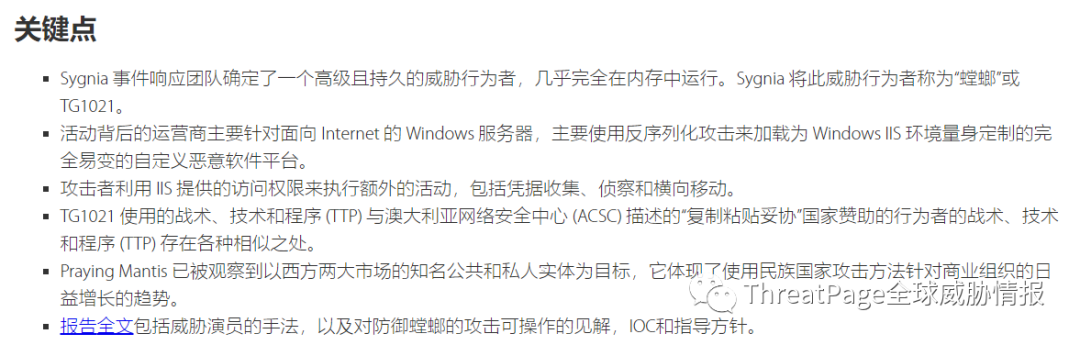 关键点
▪ Sygnia 事件响应团队确定了一个高级且持久的威胁行为者，几乎完全在内存中运行。Sygnia 将此威胁行为者称为“螳螂”或
TG1021。
▪ 活动背后的运营商主要针对面向 Internet 的 Windows 服务器，主要使用反序列化攻击来加载为 Windows IIS 环境量身定制的完
全易变的自定义恶意软件平台。
▪ 攻击者利用 IIS 提供的访问权限来执行额外的活动，包括凭据收集、侦察和横向移动。
▪ TG1021 使用的战术、技术和程序 (TTP) 与澳大利亚网络安全中心 (ACSC) 描述的“复制粘贴妥协”国家赞助的行为者的战术、技术
和程序 (TTP) 存在各种相似之处。
▪ Praying Mantis 已被观察到以西方两大市场的知名公共和私人实体为目标，它体现了使用民族国家攻击方法针对商业组织的日
益增长的趋势。
ThreatPage全球威胁情报
▪ 报告全文包括威胁演员的手法，以及对防御螳螂的攻击可操作的见解，IOC和指导方针。